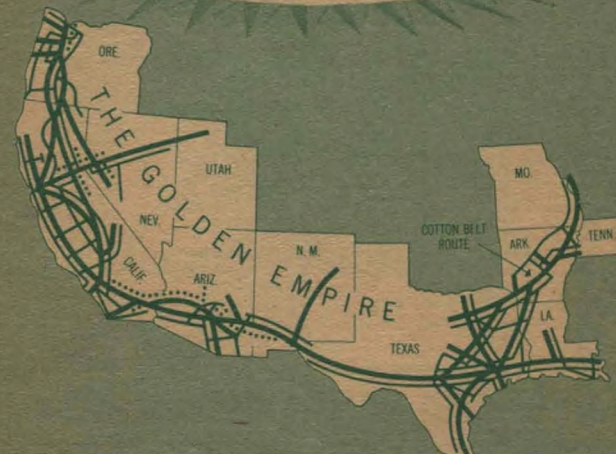 ORE.
THE GOLDEN EMPIRE
UTAH
NEV.
CALIF.
ARIZ.
N. M.
TEXAS
MO.
COTTON BELT
ROUTE
ARK.
TENN.
LA.